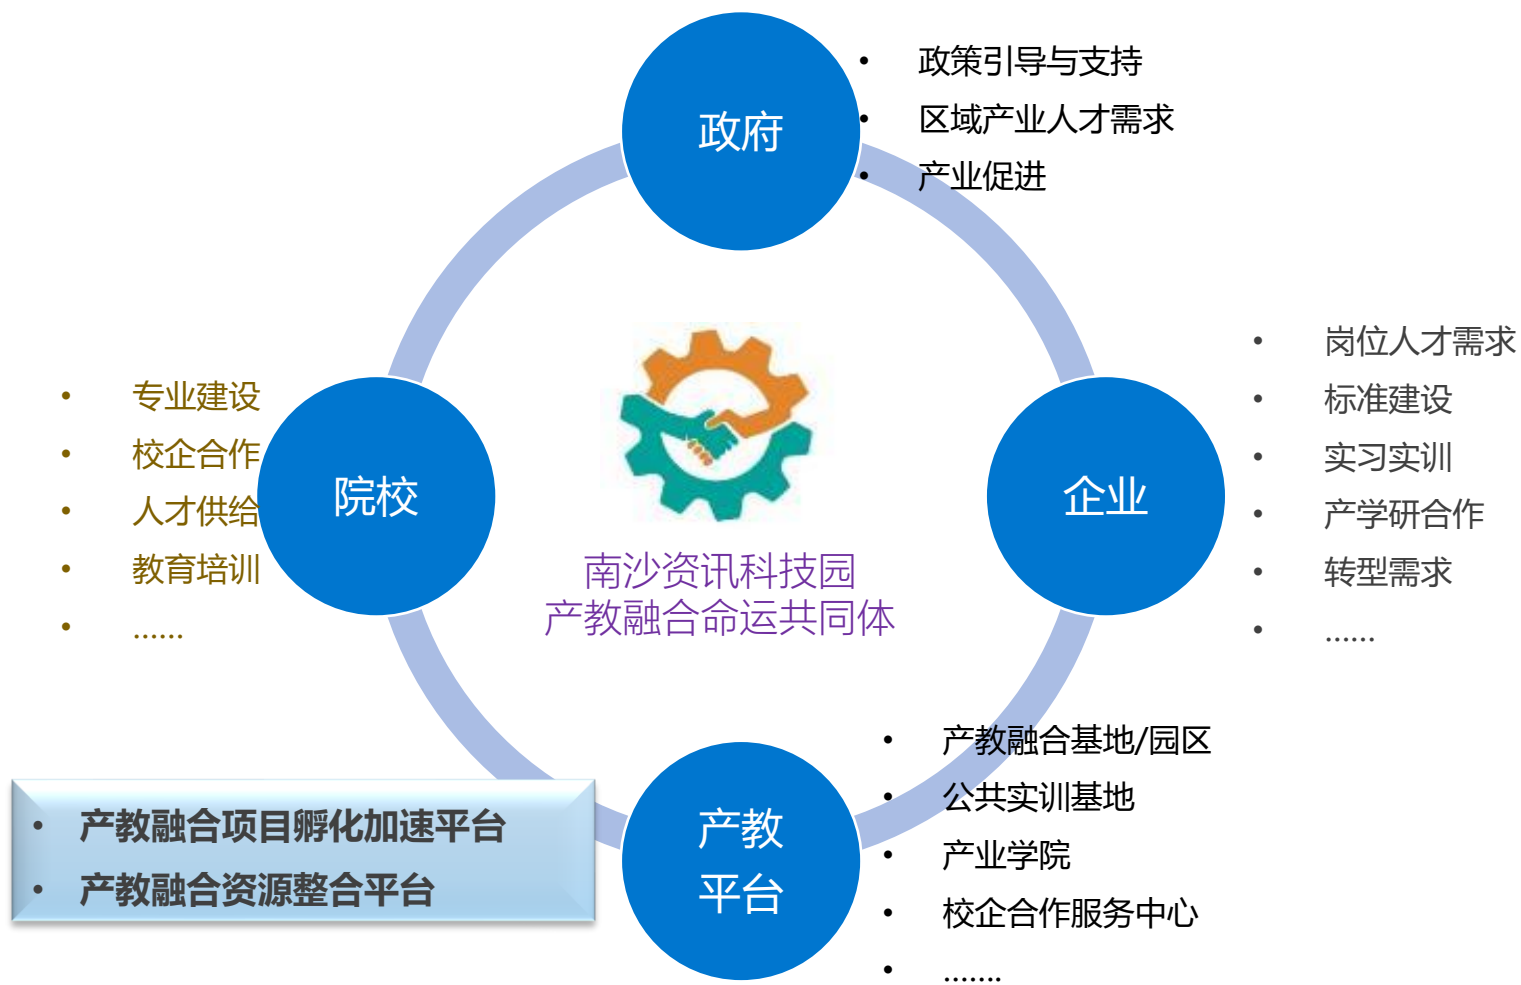 政府
• 政策引导与支持
• 区域产业人才需求
• 产业促进
企业
• 岗位人才需求
• 标准建设
• 实习实训
• 产学研合作
• 转型需求
• ......
院校
• 专业建设
• 校企合作
• 人才供给
• 教育培训
• ......
南沙资讯科技园
产教融合命运共同体
产教
平台
• 产教融合基地/园区
• 公共实训基地
• 产业学院
• 校企合作服务中心
• .......
• 产教融合项目孵化加速平台
• 产教融合资源整合平台